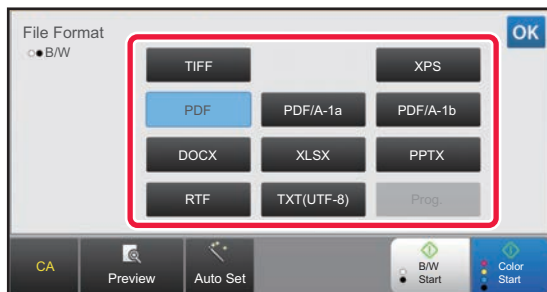 File Format
OK
B/W
TIFF
XPS
PDF
PDF/A-1a
PDF/A-1b
DOCX
XLSX
PPTX
RTF
TXT(UTF-8)
Prog.
CA
Preview
Auto Set
B/W
Start
Color
Start